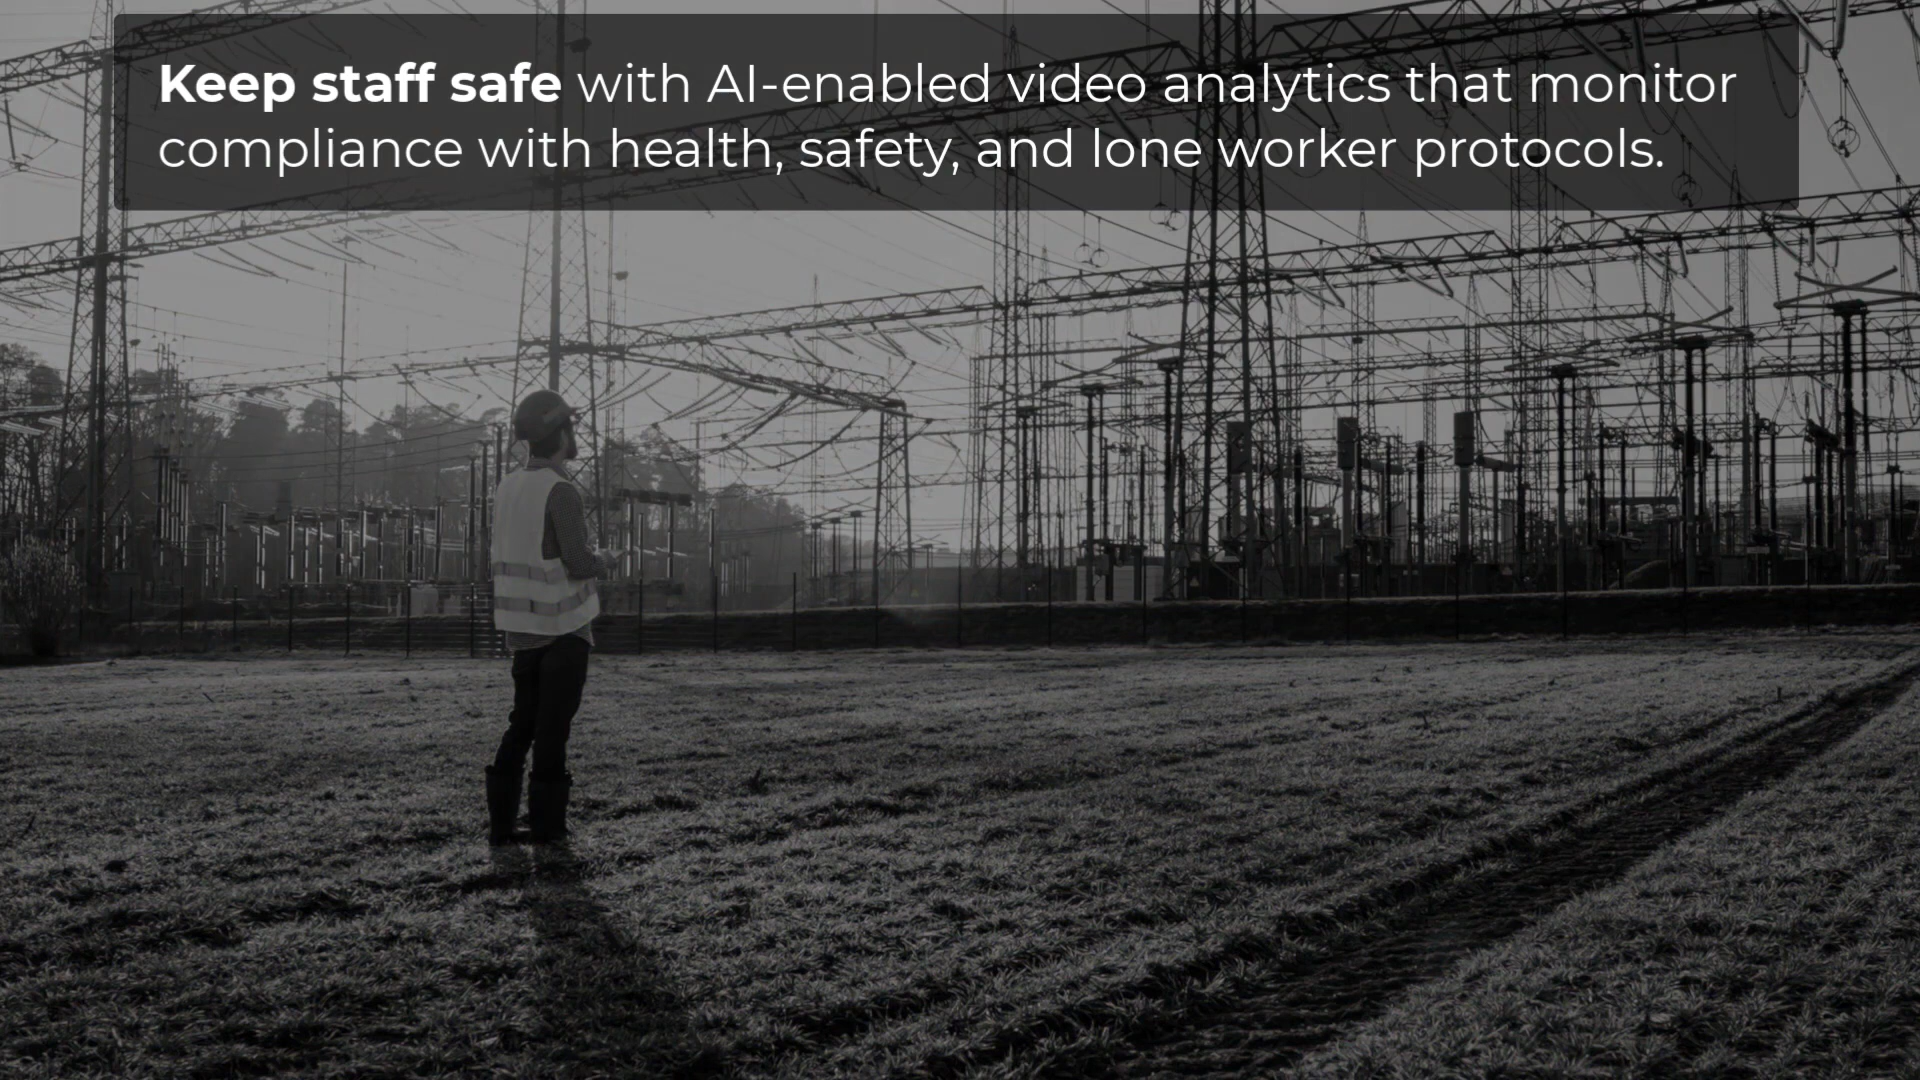 Keep staff safe with AI-enabled video analytics that monitor
compliance with health, safety, and lone worker protocols.